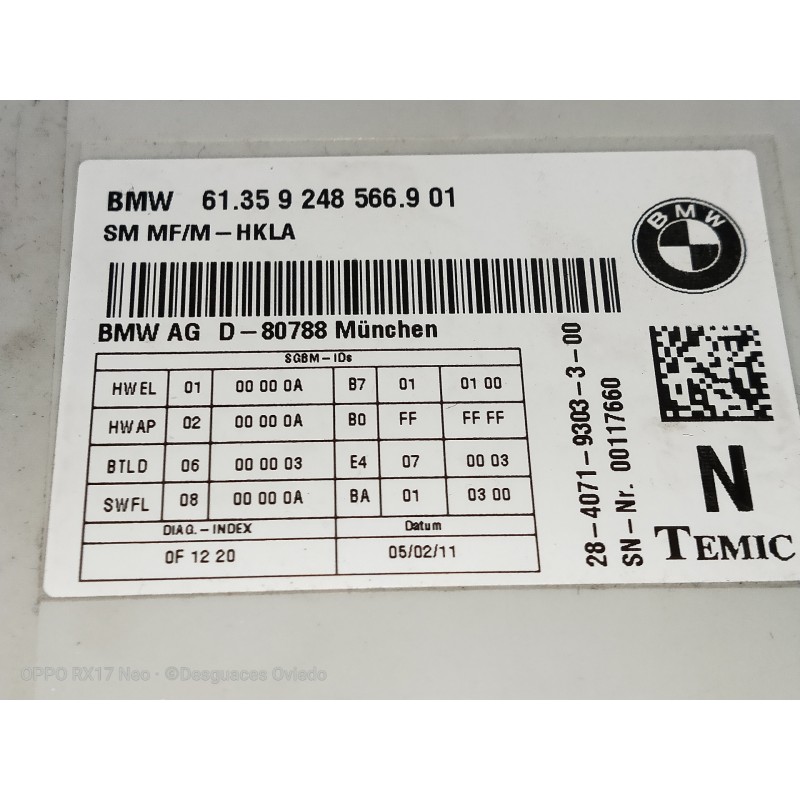 BMW 61.35 9 248 566.9 01
SM MF/M-HKLA
BMW
BMW AG D-80788 München
SGBM-IDs
HWEL 01 00 00 0A B7 01 01 00
HWAP 02 00 00 0A B0 FF FF FF
BTLD 06 00 00 03 E4 07 00 03
SWFL 08 00 00 0A BA 01 03 00
DIAG.-INDEX Datum
0F 12 20 05/02/11
28-4071-9303-3-00
SN-Nr. 00117660
N
TEMIC
OPPO RX17 Neo · ©Desguaces Oviedo